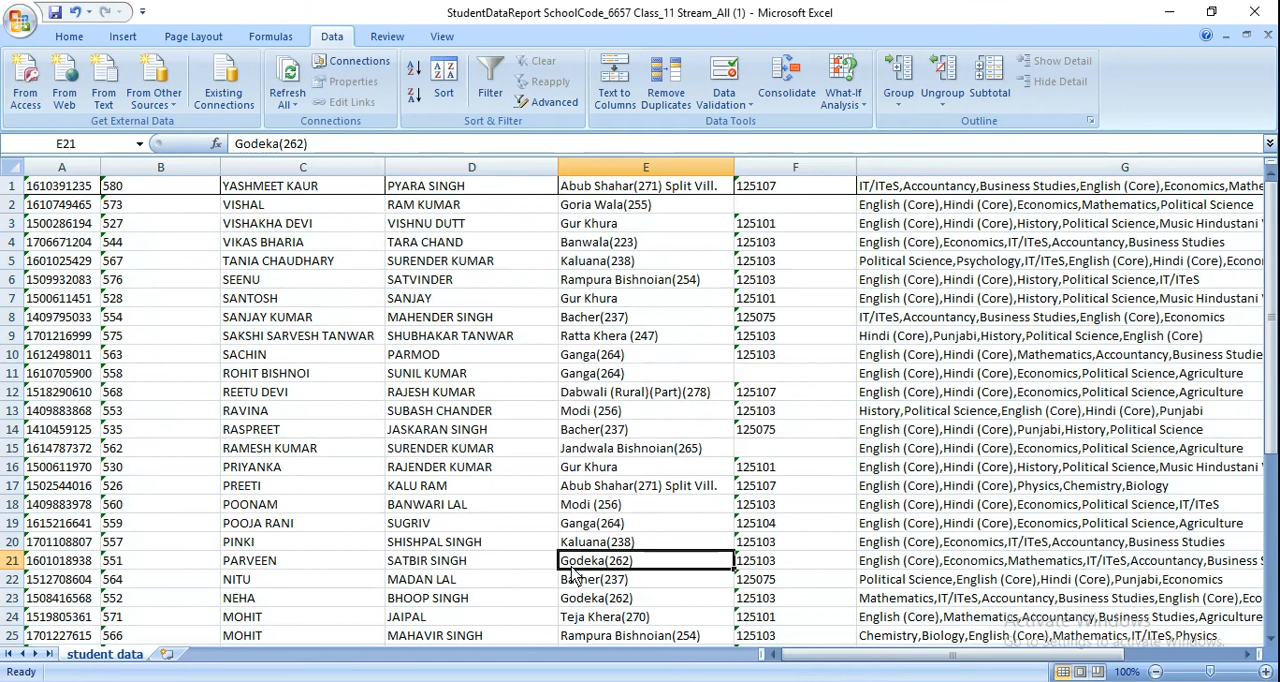 StudentDataReport SchoolCode_6657 Class_11 Stream_All (1) - Microsoft Excel
Home Insert Page Layout Formulas Data Review View
From Access From Web From Text From Other Sources Existing Connections Refresh All Connections Properties Edit Links Sort Filter Clear Reapply Advanced Text to Columns Remove Duplicates Data Validation Consolidate What-If Analysis Group Ungroup Subtotal Show Detail Hide Detail
Get External Data Connections Sort & Filter Data Tools Outline
E21 fx Godeka(262)
A B C D E F G
1 1610391235 580 YASHMEET KAUR PYARA SINGH Abub Shahar(271) Split Vill. 125107 IT/ITeS,Accountancy,Business Studies,English (Core),Economics,Mathe
2 1610749465 573 VISHAL RAM KUMAR Goria Wala(255) English (Core),Hindi (Core),Economics,Mathematics,Political Science
3 1500286194 527 VISHAKHA DEVI VISHNU DUTT Gur Khura 125101 English (Core),Hindi (Core),History,Political Science,Music Hindustani V
4 1706671204 544 VIKAS BHARIA TARA CHAND Banwala(223) 125103 English (Core),Economics,IT/ITeS,Accountancy,Business Studies
5 1601025429 567 TANIA CHAUDHARY SURENDER KUMAR Kaluana(238) 125103 Political Science,Psychology,IT/ITeS,English (Core),Hindi (Core),Econo
6 1509932083 576 SEENU SATVINDER Rampura Bishnoian(254) 125103 English (Core),Hindi (Core),History,Political Science,IT/ITeS
7 1500611451 528 SANTOSH SANJAY Gur Khura 125101 English (Core),Hindi (Core),History,Political Science,Music Hindustani
8 1409795033 554 SANJAY KUMAR MAHENDER SINGH Bacher(237) 125075 IT/ITeS,Accountancy,Business Studies,English (Core),Economics
9 1701216999 575 SAKSHI SARVESH TANWAR SHUBHAKAR TANWAR Ratta Khera (247) 125103 Hindi (Core),Punjabi,History,Political Science,English (Core)
10 1612498011 563 SACHIN PARMOD Ganga(264) 125103 English (Core),Hindi (Core),Mathematics,Accountancy,Business Studie
11 1610705900 558 ROHIT BISHNOI SUNIL KUMAR Ganga(264) English (Core),Hindi (Core),Economics,Political Science,Agriculture
12 1518290610 568 REETU DEVI RAJESH KUMAR Dabwali (Rural)(Part)(278) 125107 English (Core),Hindi (Core),Economics,Political Science,Agriculture
13 1409883868 553 RAVINA SUBASH CHANDER Modi (256) 125103 History,Political Science,English (Core),Hindi (Core),Punjabi
14 1410459125 535 RASPREET JASKARAN SINGH Bacher(237) 125075 English (Core),Hindi (Core),Punjabi,History,Political Science
15 1614787372 562 RAMESH KUMAR SURENDER KUMAR Jandwala Bishnoian(265) English (Core),Hindi (Core),Economics,Political Science,Agriculture
16 1500611970 530 PRIYANKA RAJENDER KUMAR Gur Khura 125101 English (Core),Hindi (Core),History,Political Science,Music Hindustani
17 1502544016 526 PREETI KALU RAM Abub Shahar(271) Split Vill. 125107 English (Core),Hindi (Core),Physics,Chemistry,Biology
18 1409883978 560 POONAM BANWARI LAL Modi (256) 125103 English (Core),Hindi (Core),Economics,Political Science,IT/ITeS
19 1615216641 559 POOJA RANI SUGRIV Ganga(264) 125104 English (Core),Hindi (Core),Economics,Political Science,Agriculture
20 1701108807 557 PINKI SHISHPAL SINGH Kaluana(238) 125103 English (Core),Economics,IT/ITeS,Accountancy,Business Studies
21 1601018938 551 PARVEEN SATBIR SINGH Godeka(262) 125103 English (Core),Economics,Mathematics,IT/ITeS,Accountancy,Business S
22 1512708604 564 NITU MADAN LAL Bacher(237) 125075 Political Science,English (Core),Hindi (Core),Punjabi,Economics
23 1508416568 552 NEHA BHOOP SINGH Godeka(262) 125103 Mathematics,IT/ITeS,Accountancy,Business Studies,English (Core),Eco
24 1519805361 571 MOHIT JAIPAL Teja Khera(270) 125101 English (Core),Mathematics,Accountancy,Business Studies,Agriculture
25 1701227615 566 MOHIT MAHAVIR SINGH Rampura Bishnoian(254) 125103 Chemistry,Biology,English (Core),Mathematics,IT/ITeS,Physics
Activate Windows
Go to Settings to activate Windows.
student data
Ready 100%